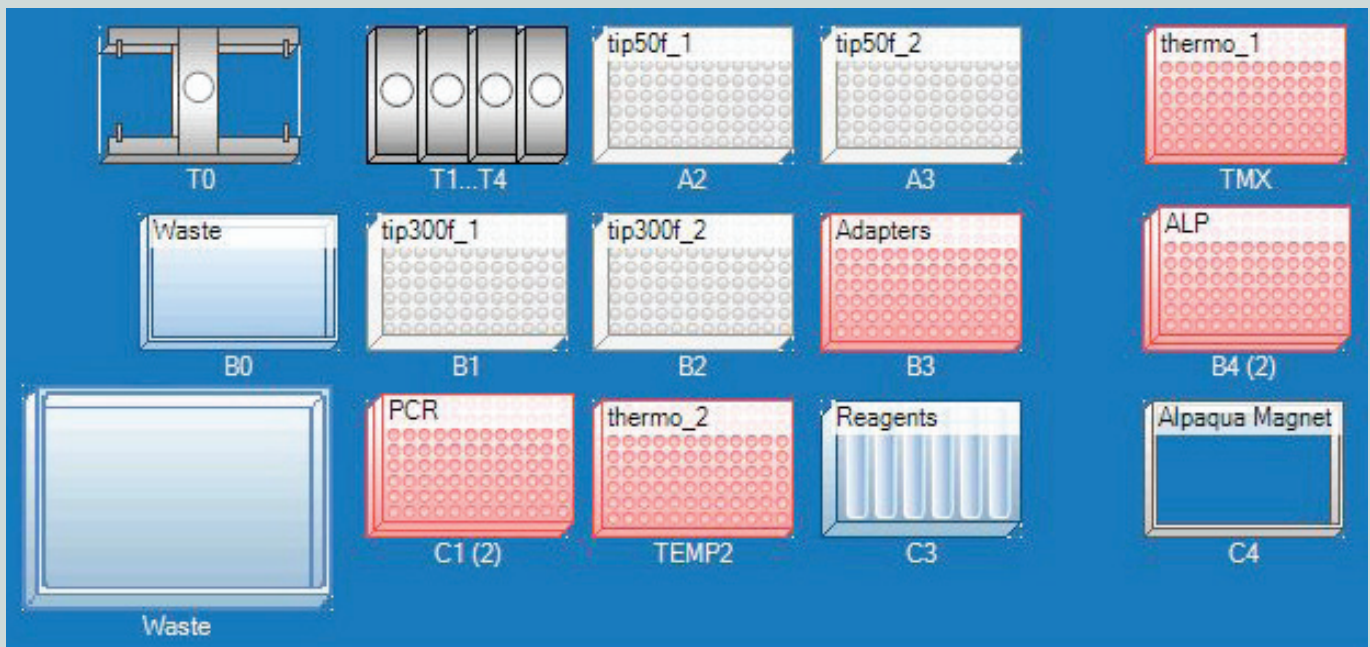 tip50f_1
tip50f_2
thermo_1
T0
T1...T4
A2
A3
TMX
Waste
tip300f_1
tip300f_2
Adapters
ALP
B0
B1
B2
B3
B4 (2)
PCR
thermo_2
Reagents
Alpaqua Magnet
C1 (2)
TEMP2
C3
C4
Waste